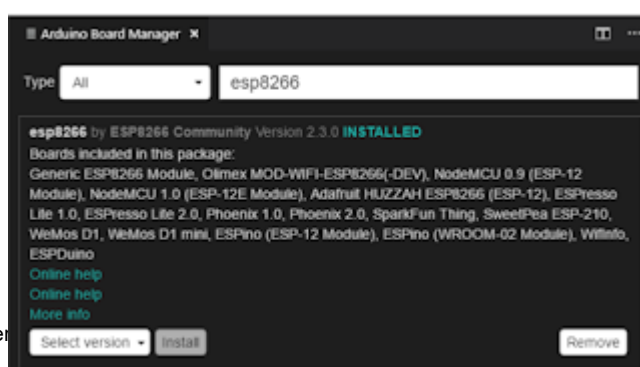 Arduino Board Manager
Type All esp8266
esp8266 by ESP8266 Community Version 2.3.0 INSTALLED
Boards included in this package:
Generic ESP8266 Module, Olimex MOD-WIFI-ESP8266(-DEV), NodeMCU 0.9 (ESP-12
Module), NodeMCU 1.0 (ESP-12E Module), Adafruit HUZZAH ESP8266 (ESP-12), ESPresso
Lite 1.0, ESPresso Lite 2.0, Phoenix 1.0, Phoenix 2.0, SparkFun Thing, SweetPea ESP-210,
WeMos D1, WeMos D1 mini, ESPino (ESP-12 Module), ESPino (WROOM-02 Module), WifInfo,
ESPDuino
Online help
Online help
More info
Select version Install Remove